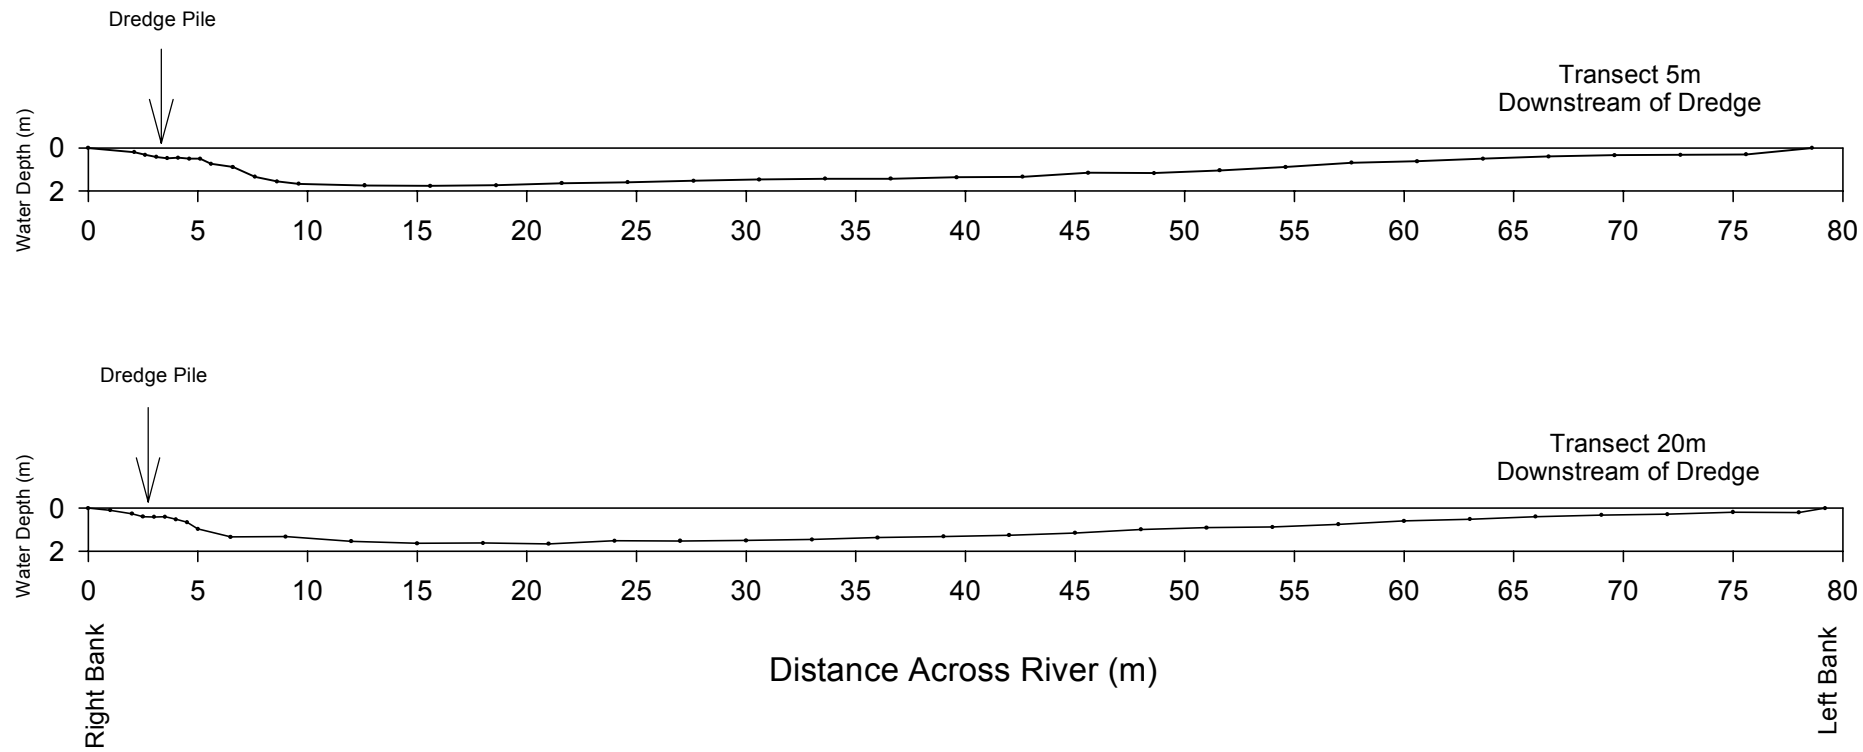 Dredge Pile
Transect 5m
Downstream of Dredge
Water Depth (m)
0
2
0 5 10 15 20 25 30 35 40 45 50 55 60 65 70 75 80
Dredge Pile
Transect 20m
Downstream of Dredge
Water Depth (m)
0
2
0 5 10 15 20 25 30 35 40 45 50 55 60 65 70 75 80
Right Bank
Distance Across River (m)
Left Bank